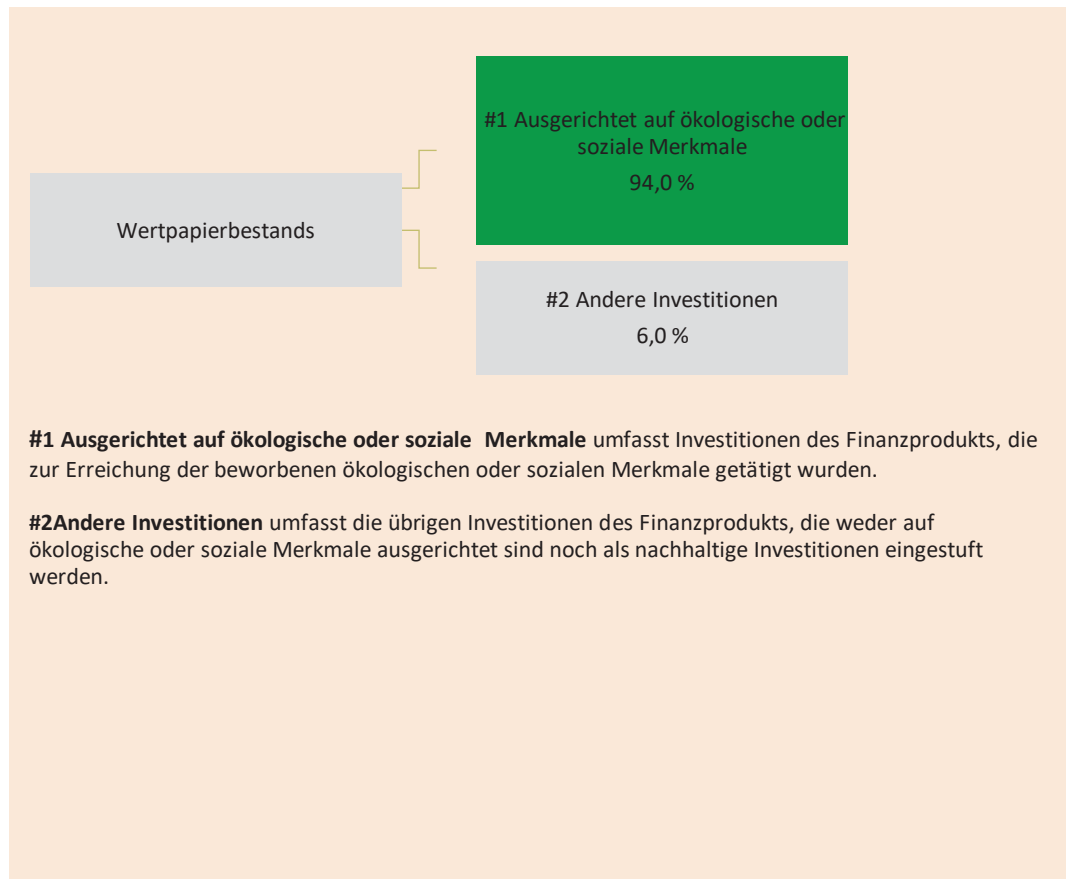 #1 Ausgerichtet auf ökologische oder
soziale Merkmale
94,0 %
Wertpapierbestands
#2 Andere Investitionen
6,0 %
#1 Ausgerichtet auf ökologische oder soziale  Merkmale umfasst Investitionen des Finanzprodukts, die
zur Erreichung der beworbenen ökologischen oder sozialen Merkmale getätigt wurden.
#2Andere Investitionen umfasst die übrigen Investitionen des Finanzprodukts, die weder auf
ökologische oder soziale Merkmale ausgerichtet sind noch als nachhaltige Investitionen eingestuft
werden.